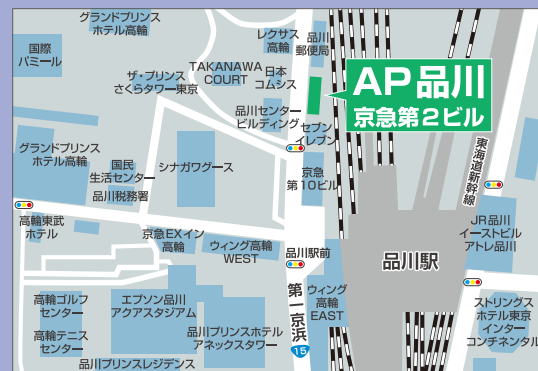 グランドプリンス
ホテル高輪
国際
パミール
レクサス
高輪
品川
郵便局
TAKANAWA
COURT
日本
コムシス
ザ・プリンス
さくらタワー東京
AP品川
京急第2ビル
品川センター
ビルディング
セブン
イレブン
グランドプリンス
ホテル高輪
国民
生活センター
品川税務署
シナガワグース
京急
第10ビル
東海道新幹線
高輪東武
ホテル
京急EXイン
高輪
ウィング高輪
WEST
品川駅前
品川駅
JR品川
イーストビル
アトレ品川
高輪ゴルフ
センター
エプソン品川
アクアスタジアム
第一京浜
15
ウィング
高輪
EAST
ストリングス
ホテル東京
インター
コンチネンタル
高輪テニス
センター
品川プリンスホテル
アネックスタワー
品川プリンスレジデンス